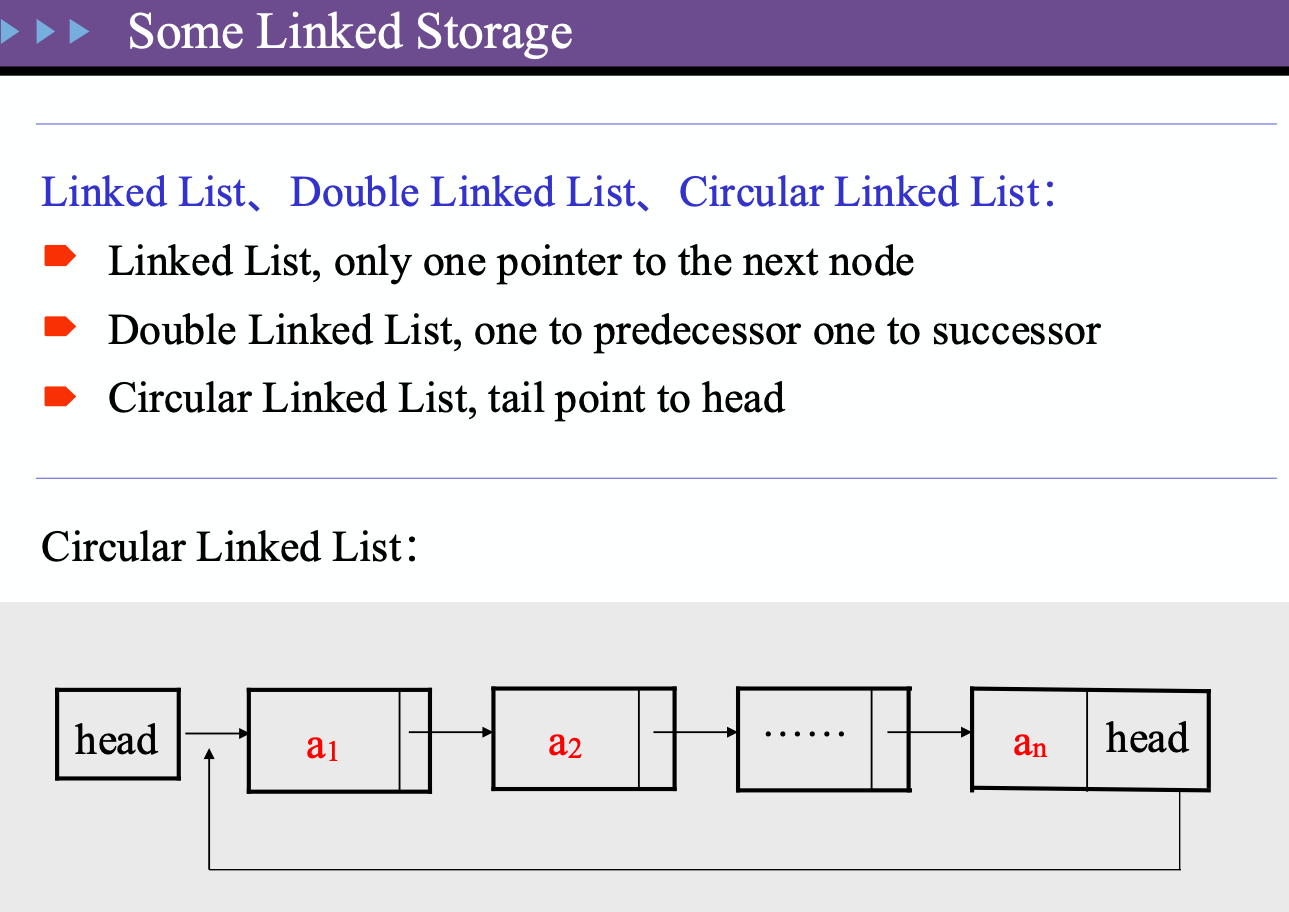 Some Linked Storage
Linked List、Double Linked List、Circular Linked List：
Linked List, only one pointer to the next node
Double Linked List, one to predecessor one to successor
Circular Linked List, tail point to head
Circular Linked List：
head a1 a2 …… an head